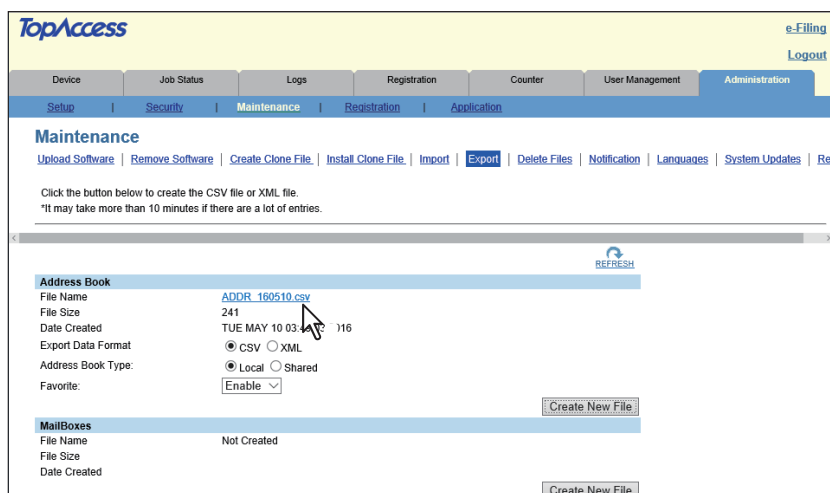 TopAccess
e-Filing
Logout
Device Job Status Logs Registration Counter User Management Administration
Setup | Security | Maintenance | Registration | Application
Maintenance
Upload Software | Remove Software | Create Clone File | Install Clone File | Import | Export | Delete Files | Notification | Languages | System Updates | Re
Click the button below to create the CSV file or XML file.
*It may take more than 10 minutes if there are a lot of entries.
REFRESH
Address Book
File Name ADDR_160510.csv
File Size 241
Date Created TUE MAY 10 03:4
Export Data Format CSV XML
Address Book Type: Local Shared
Favorite: Enable
Create New File
MailBoxes
File Name Not Created
File Size
Date Created
Create New File